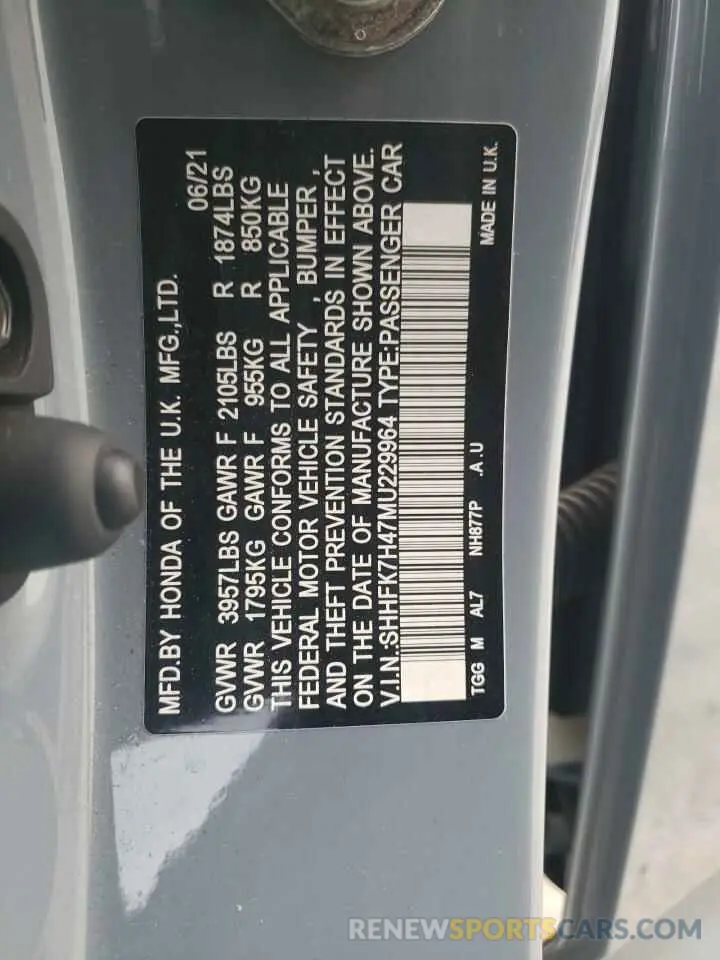 MFD.BY HONDA OF THE U.K. MFG.,LTD. 06/21
GVWR 3957LBS GAWR F 2105LBS R 1874LBS
GVWR 1795KG GAWR F 955KG R 850KG
THIS VEHICLE CONFORMS TO ALL APPLICABLE
FEDERAL MOTOR VEHICLE SAFETY , BUMPER ,
AND THEFT PREVENTION STANDARDS IN EFFECT
ON THE DATE OF MANUFACTURE SHOWN ABOVE.
V.I.N.:SHHFK7H47MU229964 TYPE:PASSENGER CAR
TGG M AL7 NH877P .A.U MADE IN U.K.
RENEWSPORTSCARS.COM